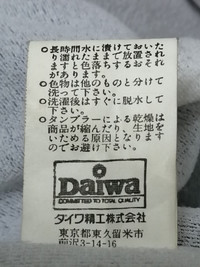 ○長時間水に漬けておいた
り濡れたままで放置され
ますと色落ちするおそれ
があります。
○色物は他のものと分けて
洗って下さい。
○洗濯後はすぐに脱水して
下さい。
○タンブラーによる乾燥は
商品が縮んだり、生地を
いためる原因となります
のでお避け下さい。
Daiwa
COMMITTED TO TOTAL QUALITY
ダイワ精工株式会社
東京都東久留米市
前沢3-14-16